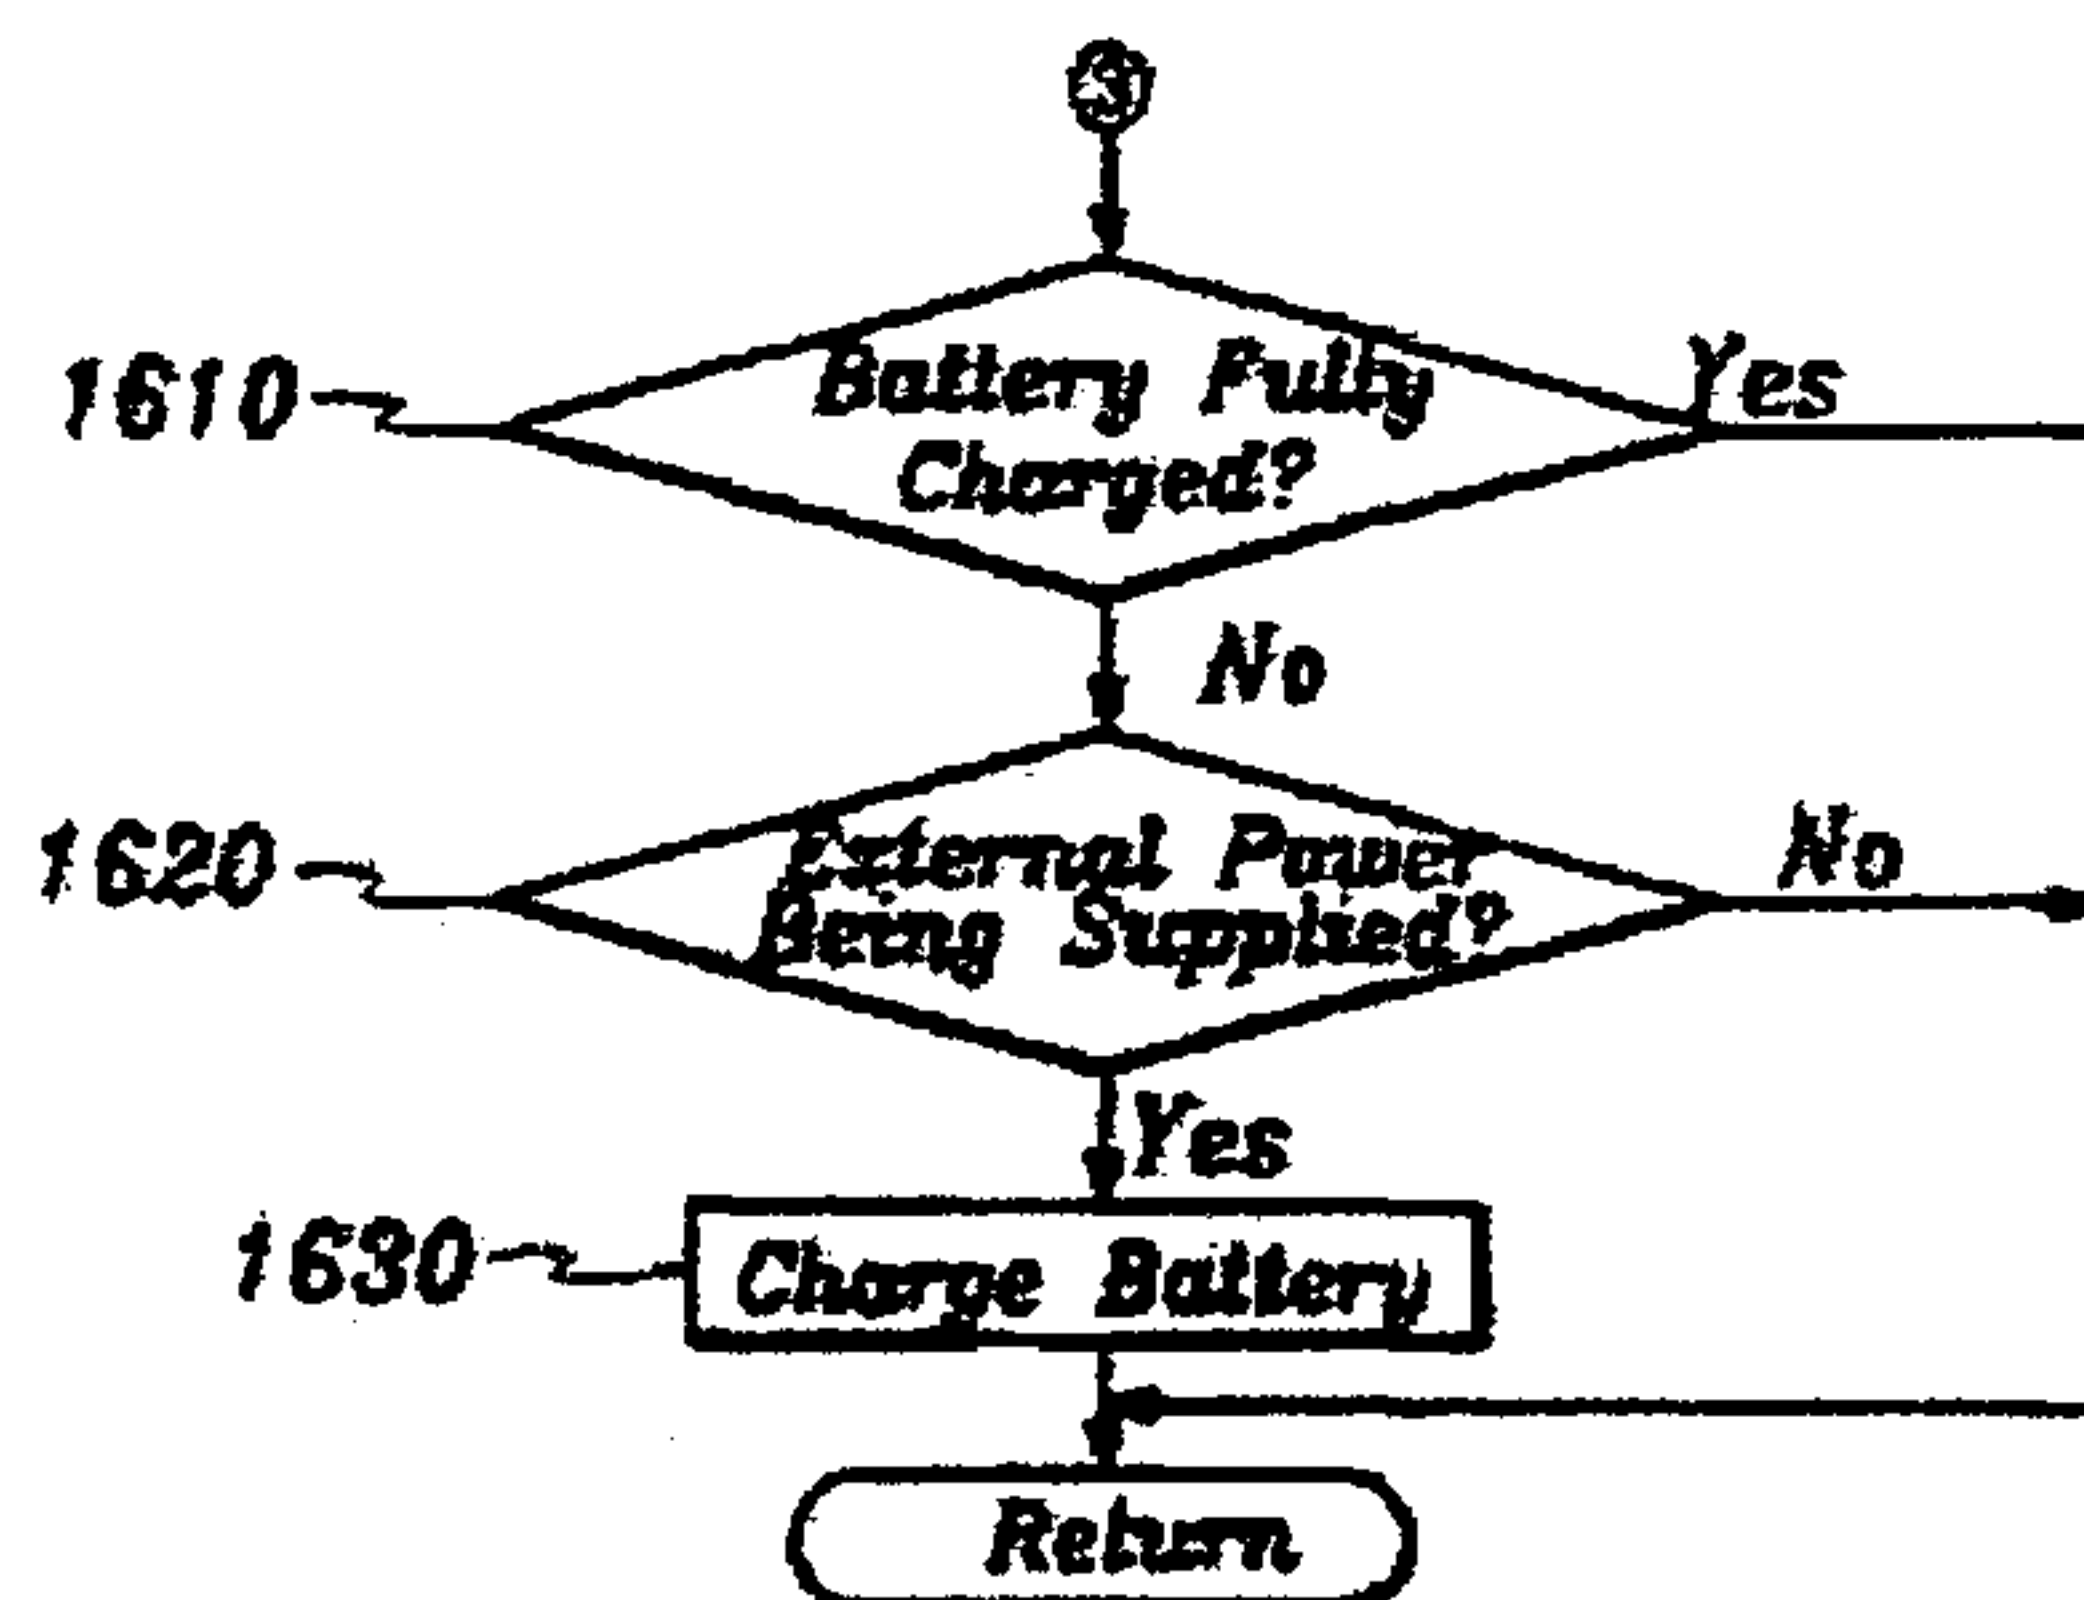 1610
Battery Fully
Charged?
Yes
No
1620
External Power
Being Supplied?
No
Yes
1630
Charge Battery
Return